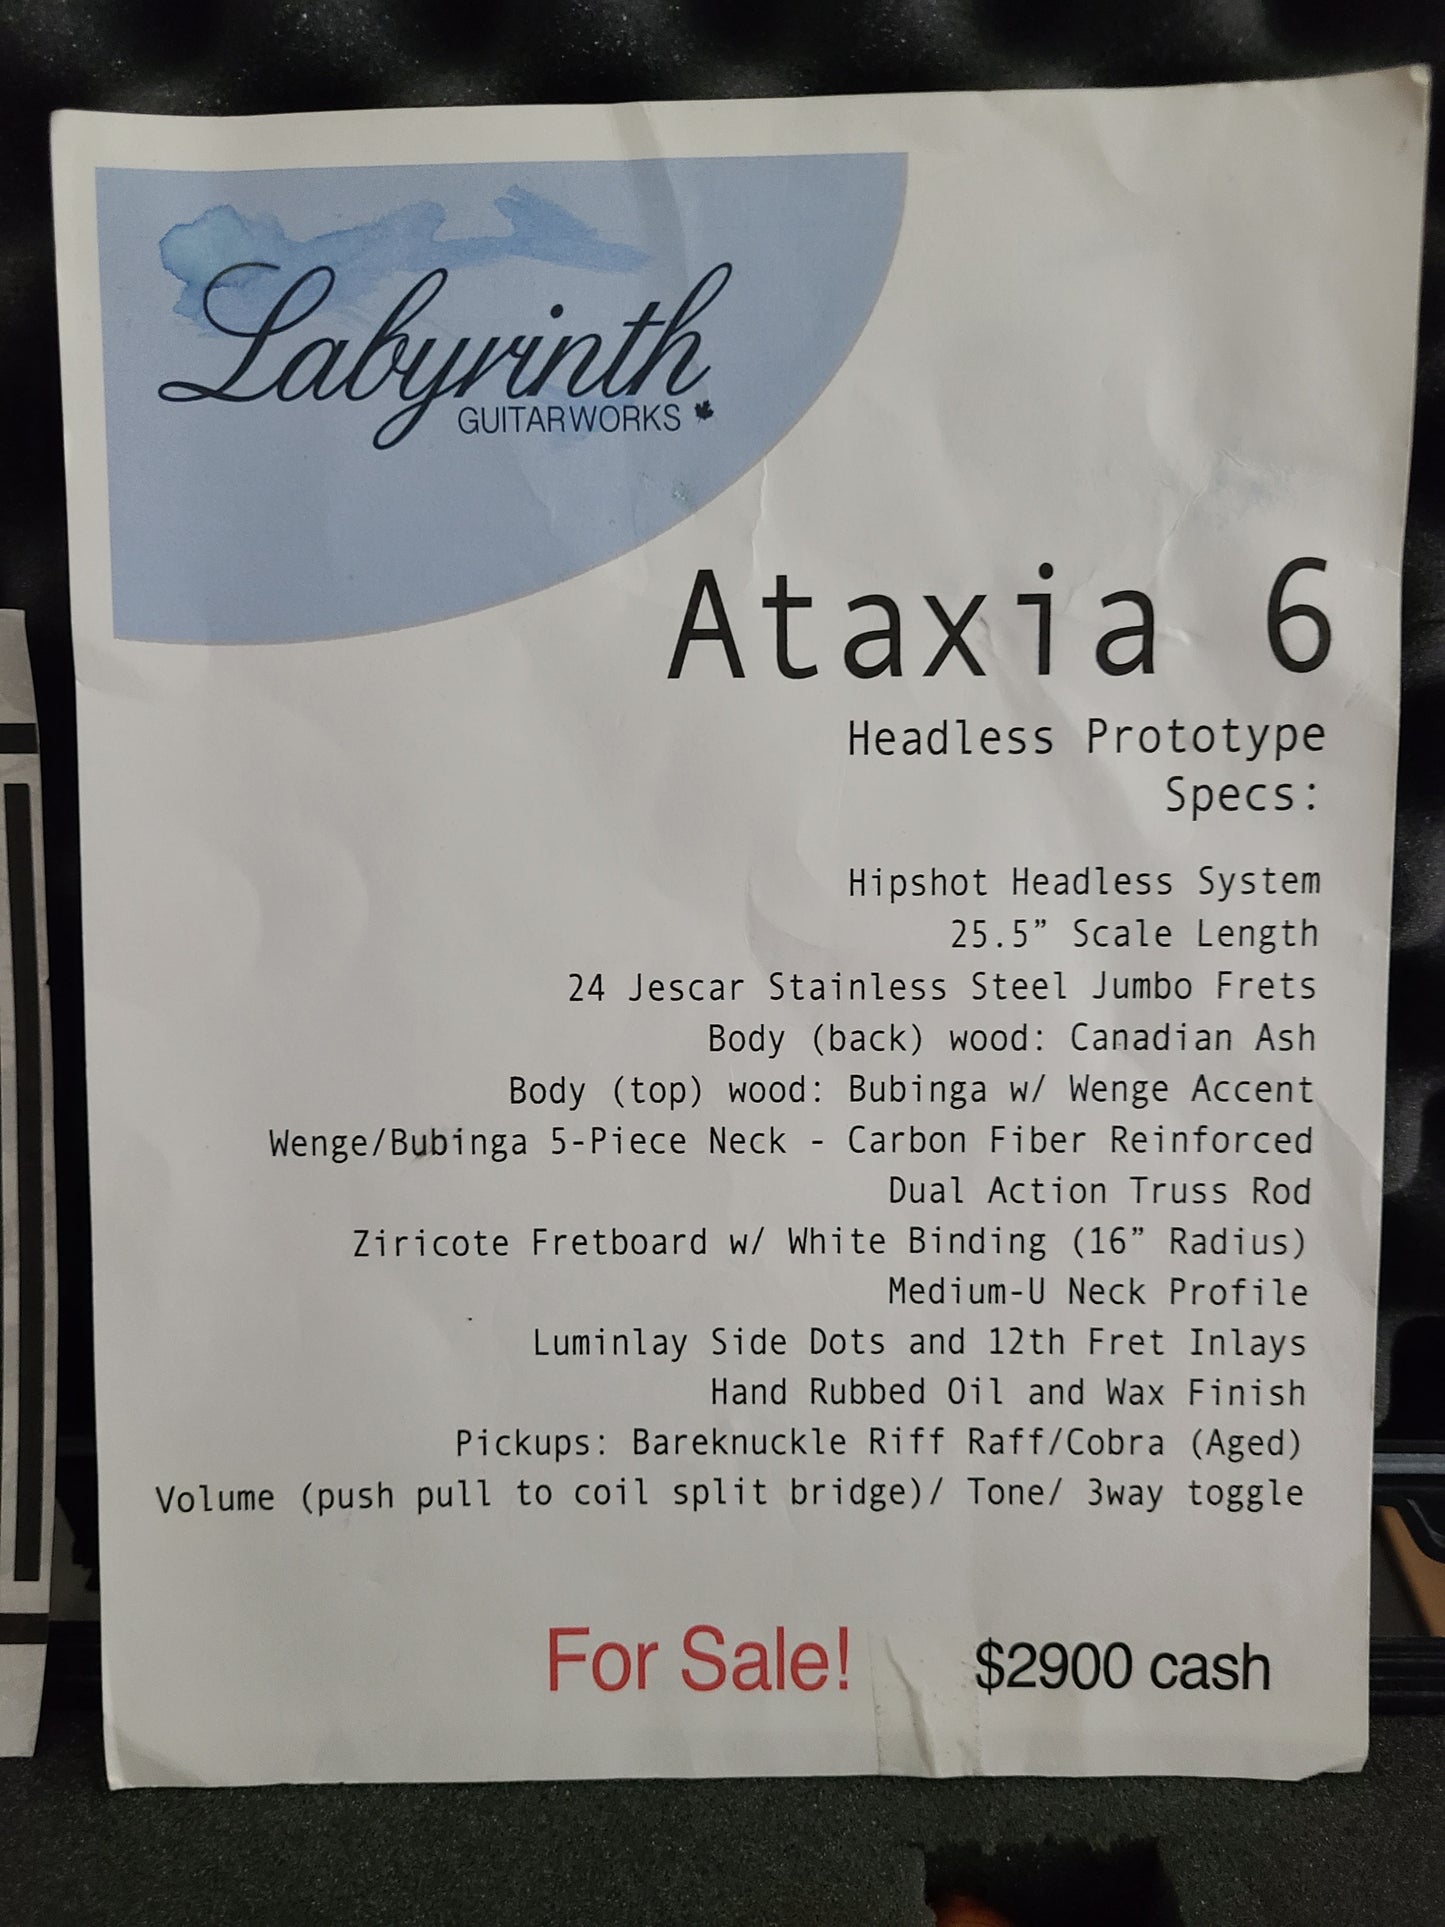 Labyrinth
GUITARWORKS
Ataxia 6
Headless Prototype
Specs:
Hipshot Headless System
25.5” Scale Length
24 Jescar Stainless Steel Jumbo Frets
Body (back) wood: Canadian Ash
Body (top) wood: Bubinga w/ Wenge Accent
Wenge/Bubinga 5-Piece Neck - Carbon Fiber Reinforced
Dual Action Truss Rod
Ziricote Fretboard w/ White Binding (16” Radius)
Medium-U Neck Profile
Luminlay Side Dots and 12th Fret Inlays
Hand Rubbed Oil and Wax Finish
Pickups: Bareknuckle Riff Raff/Cobra (Aged)
Volume (push pull to coil split bridge)/ Tone/ 3way toggle
For Sale! $2900 cash